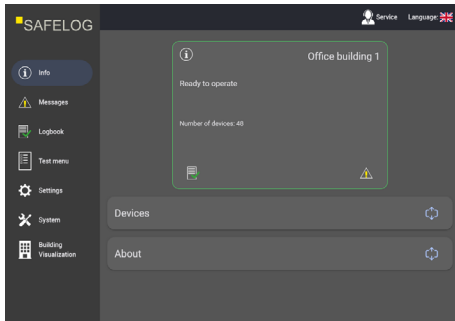 SAFELOG
Service
Language:
Info
Messages
Logbook
Test menu
Settings
System
Building
Visualization
Office building 1
Ready to operate
Number of devices: 48
Devices
About